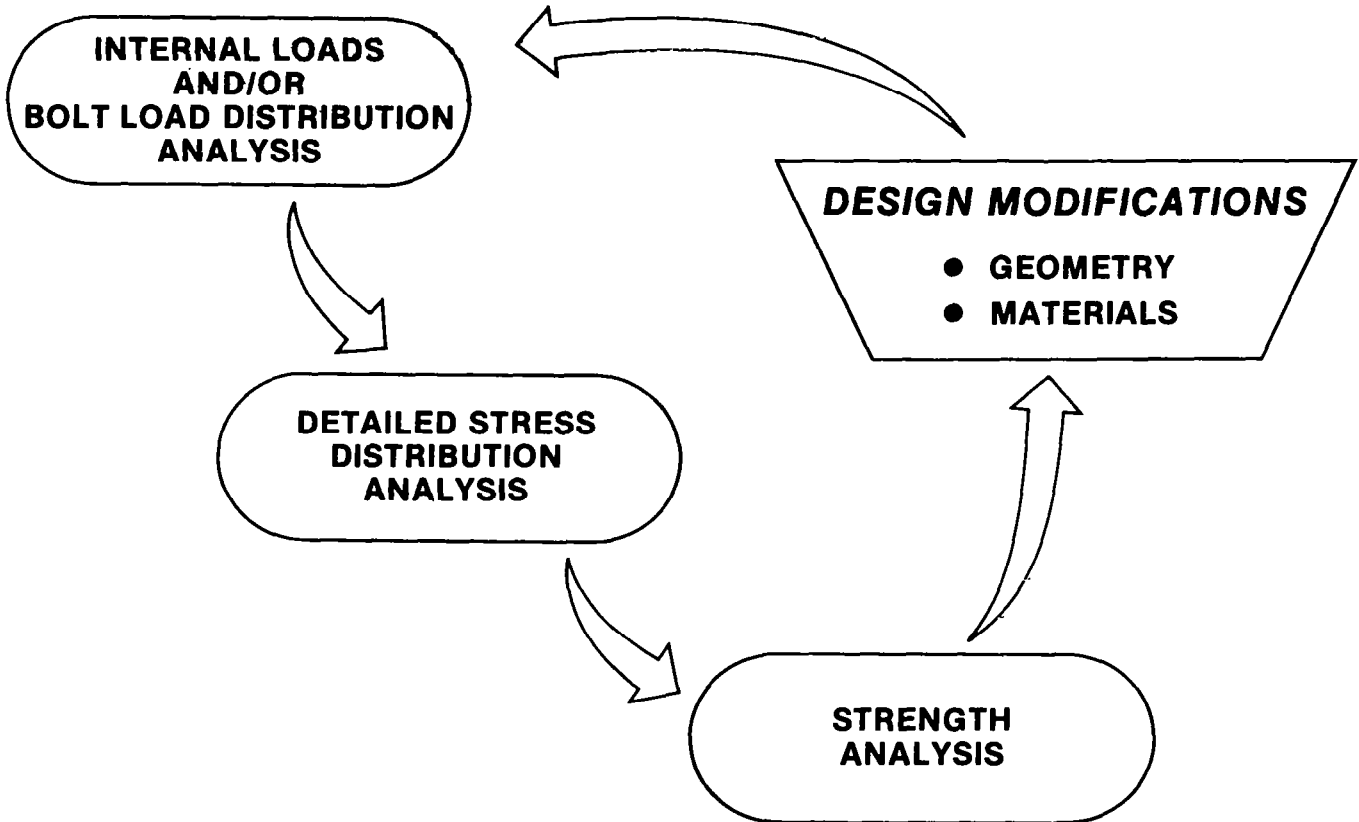 INTERNAL LOADS
AND/OR
BOLT LOAD DISTRIBUTION
ANALYSIS
DESIGN MODIFICATIONS
● GEOMETRY
● MATERIALS
DETAILED STRESS
DISTRIBUTION
ANALYSIS
STRENGTH
ANALYSIS